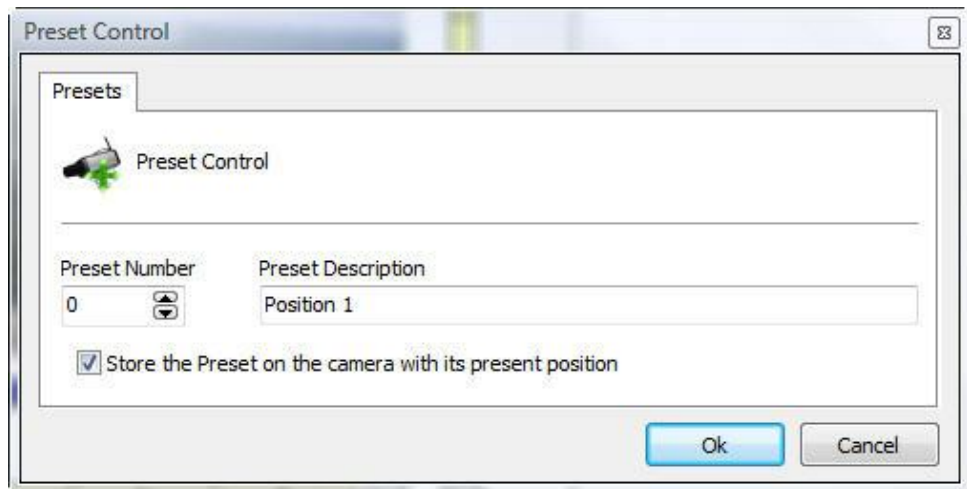 Preset Control
Presets
Preset Control
Preset Number
Preset Description
0
Position 1
Store the Preset on the camera with its present position
Ok
Cancel